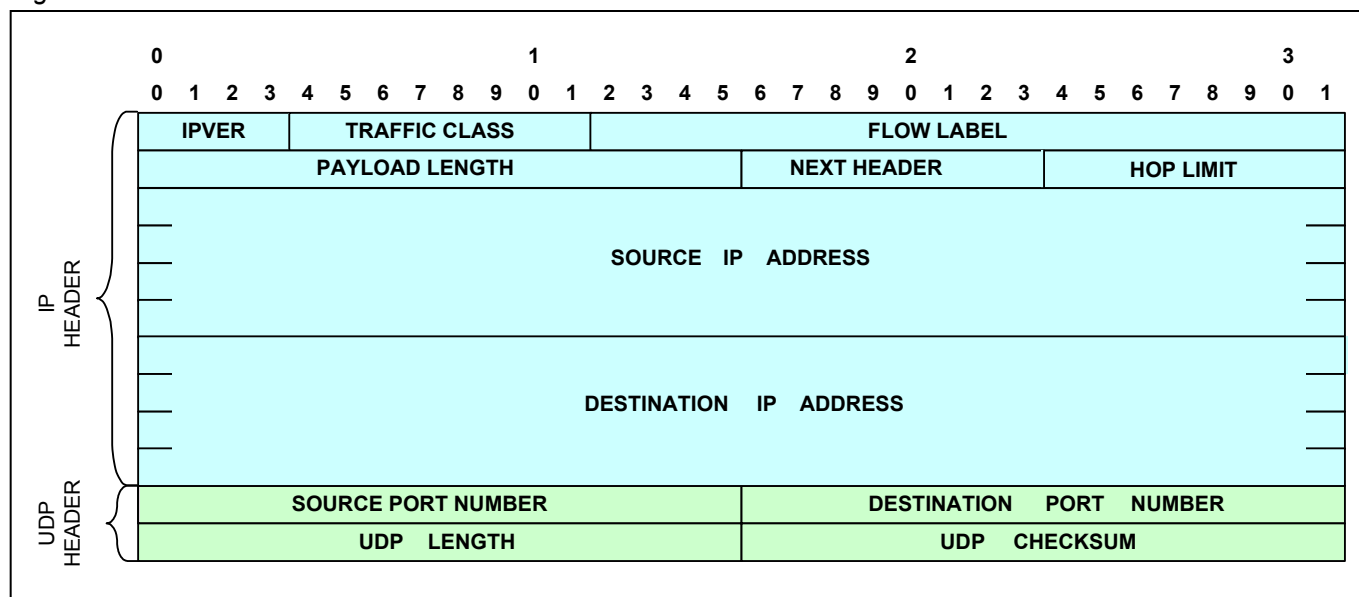 0 1 2 3
0 1 2 3 4 5 6 7 8 9 0 1 2 3 4 5 6 7 8 9 0 1 2 3 4 5 6 7 8 9 0 1
IPVER TRAFFIC CLASS FLOW LABEL
PAYLOAD LENGTH NEXT HEADER HOP LIMIT
SOURCE IP ADDRESS
IP
HEADER
DESTINATION IP ADDRESS
UDP
HEADER
SOURCE PORT NUMBER DESTINATION PORT NUMBER
UDP LENGTH UDP CHECKSUM